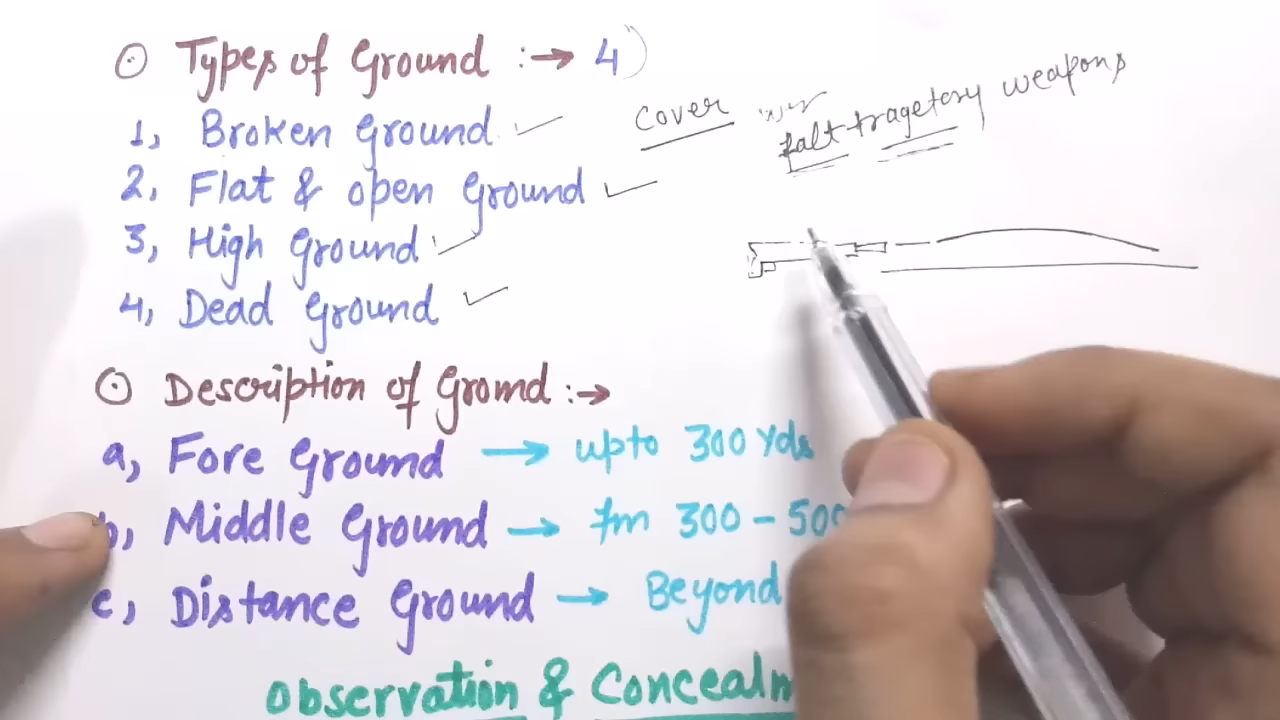 ⊙ Types of Ground :→ 4)
1, Broken Ground
Cover
falt tragetory weapons
2, Flat & open Ground
3, High Ground
4, Dead Ground
⊙ Description of Ground :→
a, Fore Ground → upto 300 Yds
b, Middle Ground → fm 300 - 500
c, Distance Ground → Beyond
Observation & Concealm